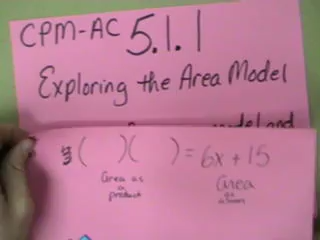 CPM-AC 5.1.1
Exploring the Area Model
( )( ) = 6x + 15
Area as a product
area as a sum